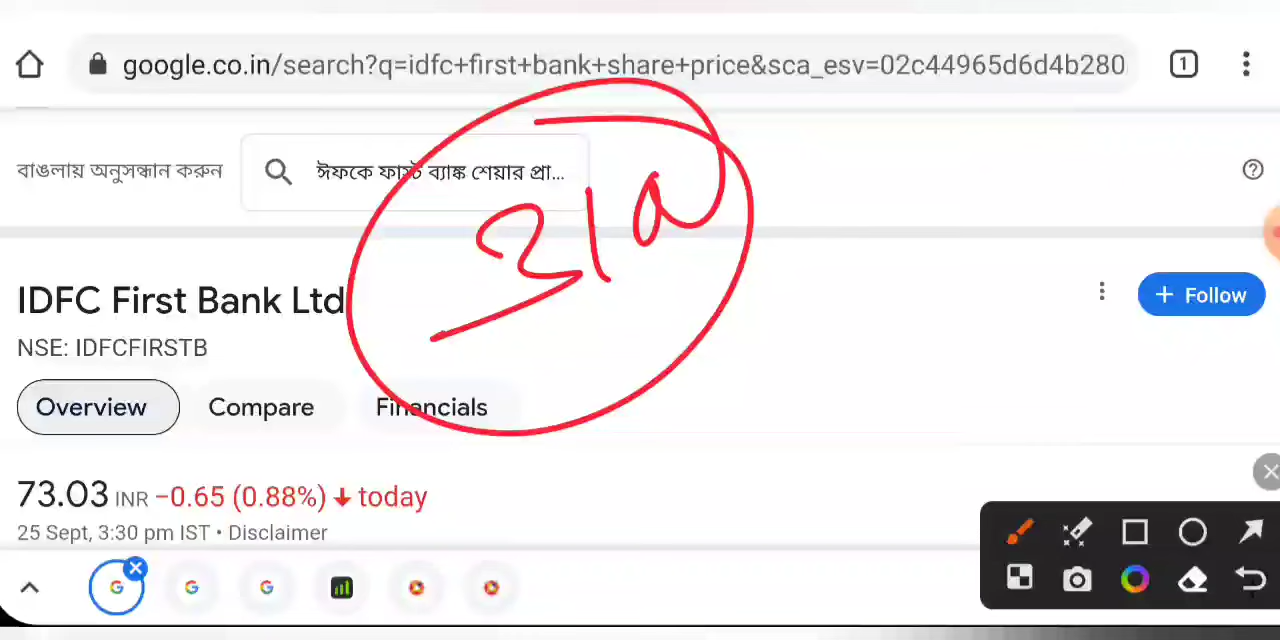 google.co.in/search?q=idfc+first+bank+share+price&sca_esv=02c44965d6d4b280
1
বাঙলায় অনুসন্ধান করুন
ঈফকে ফার্স্ট ব্যাঙ্ক শেয়ার প্রা...
IDFC First Bank Ltd
NSE: IDFCFIRSTB
+ Follow
Overview
Compare
Financials
73.03 INR −0.65 (0.88%) ↓ today
25 Sept, 3:30 pm IST • Disclaimer